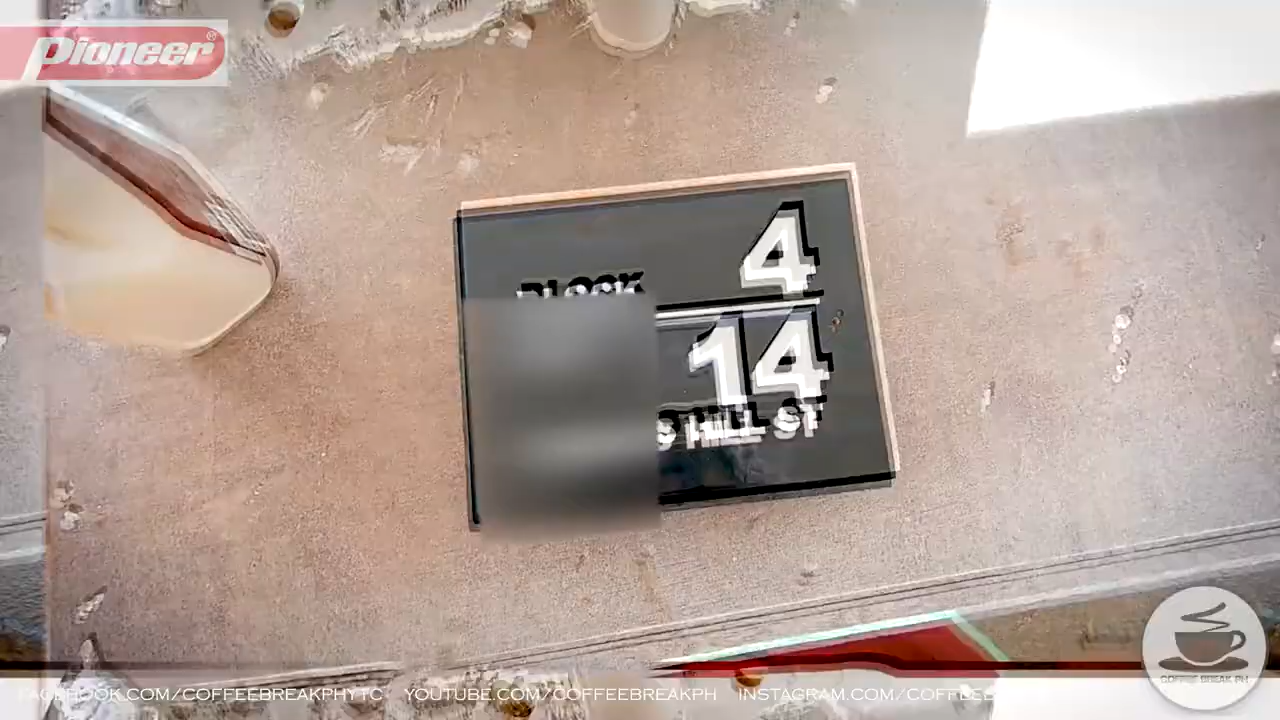 Pioneer®
BLOCK 4
14
S HILL ST
FACEBOOK.COM/COFFEEBREAKPHYTC YOUTUBE.COM/COFFEEBREAKPH INSTAGRAM.COM/COFFEE
COFFEE BREAK PH